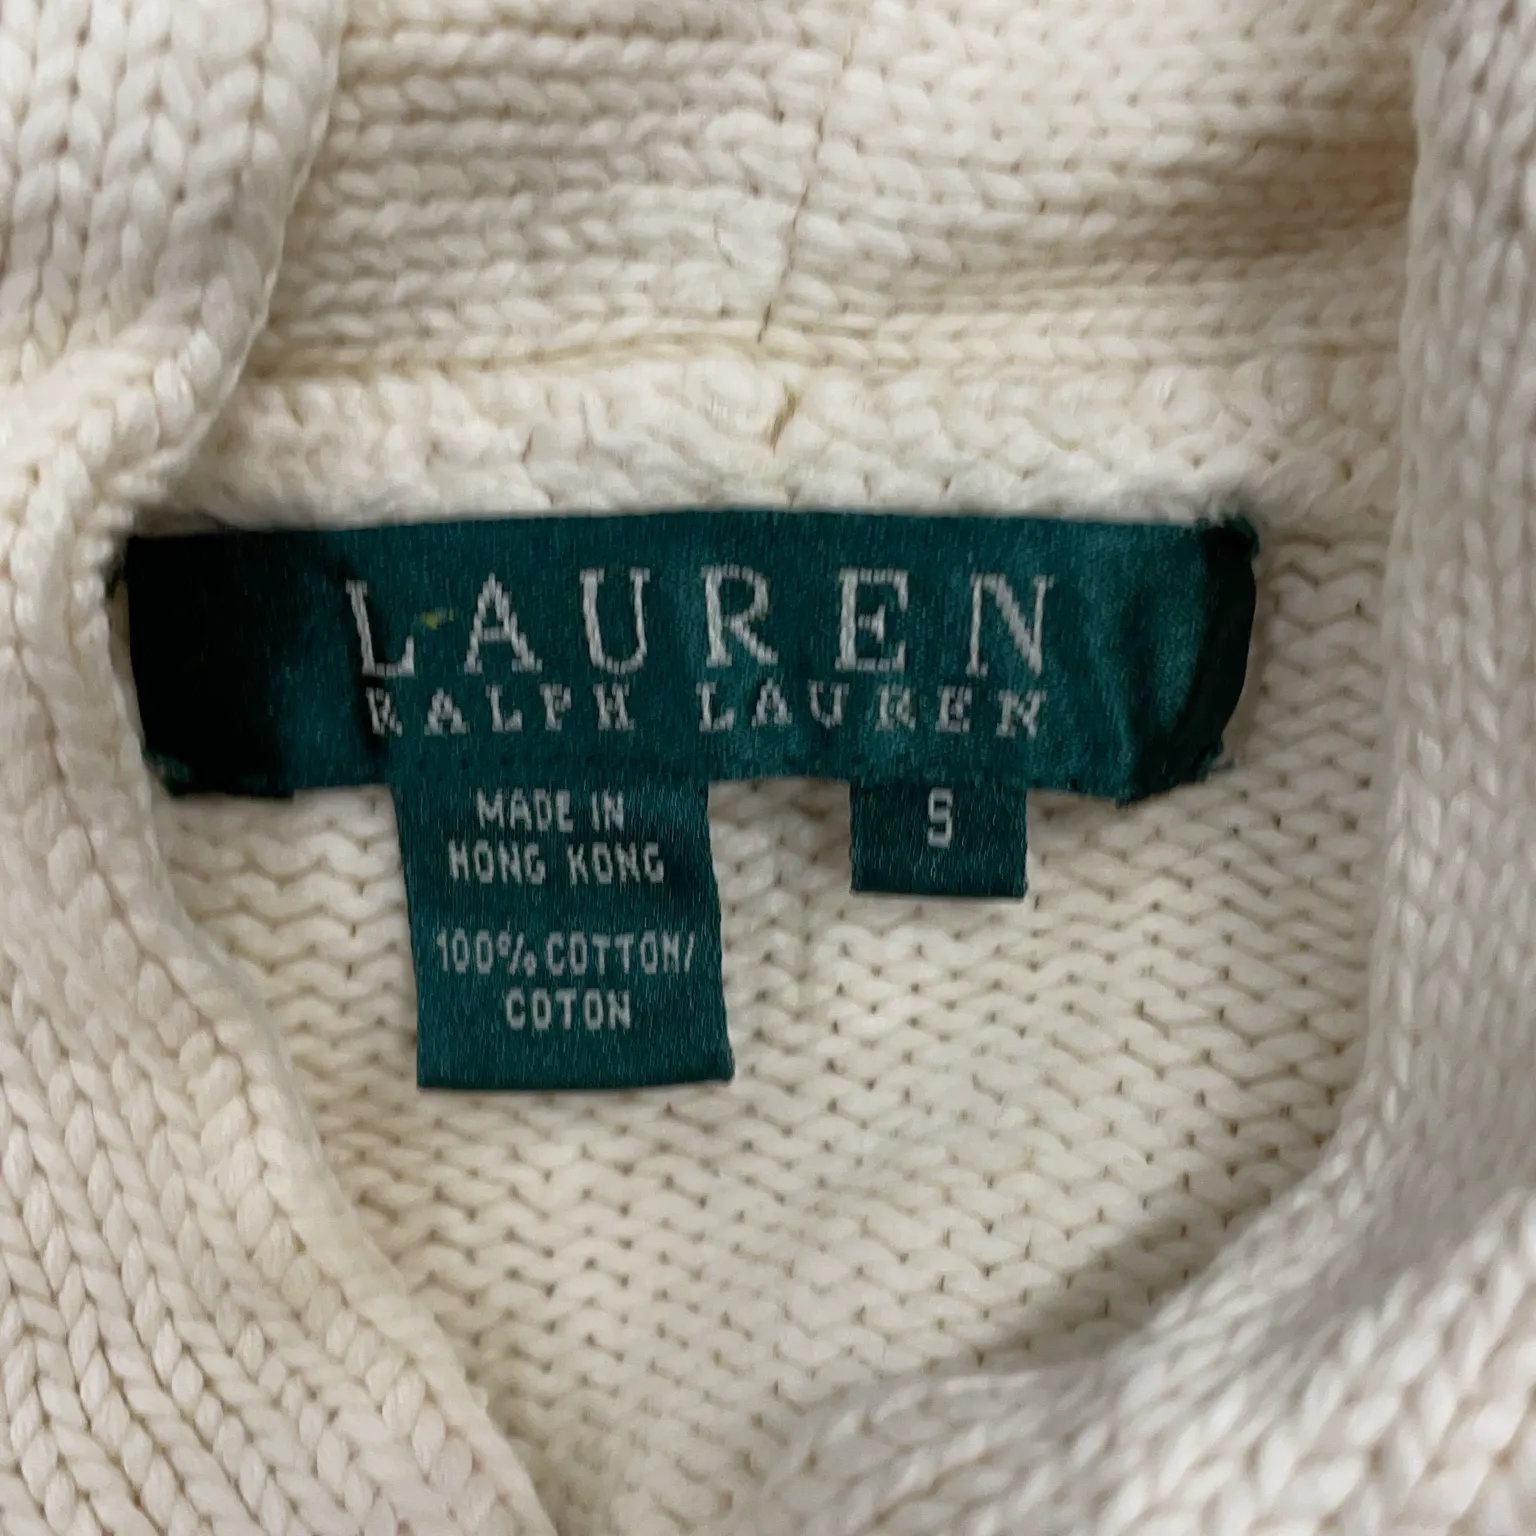 LAUREN
RALPH LAUREN
MADE IN
HONG KONG
100% COTTON/
COTON
S